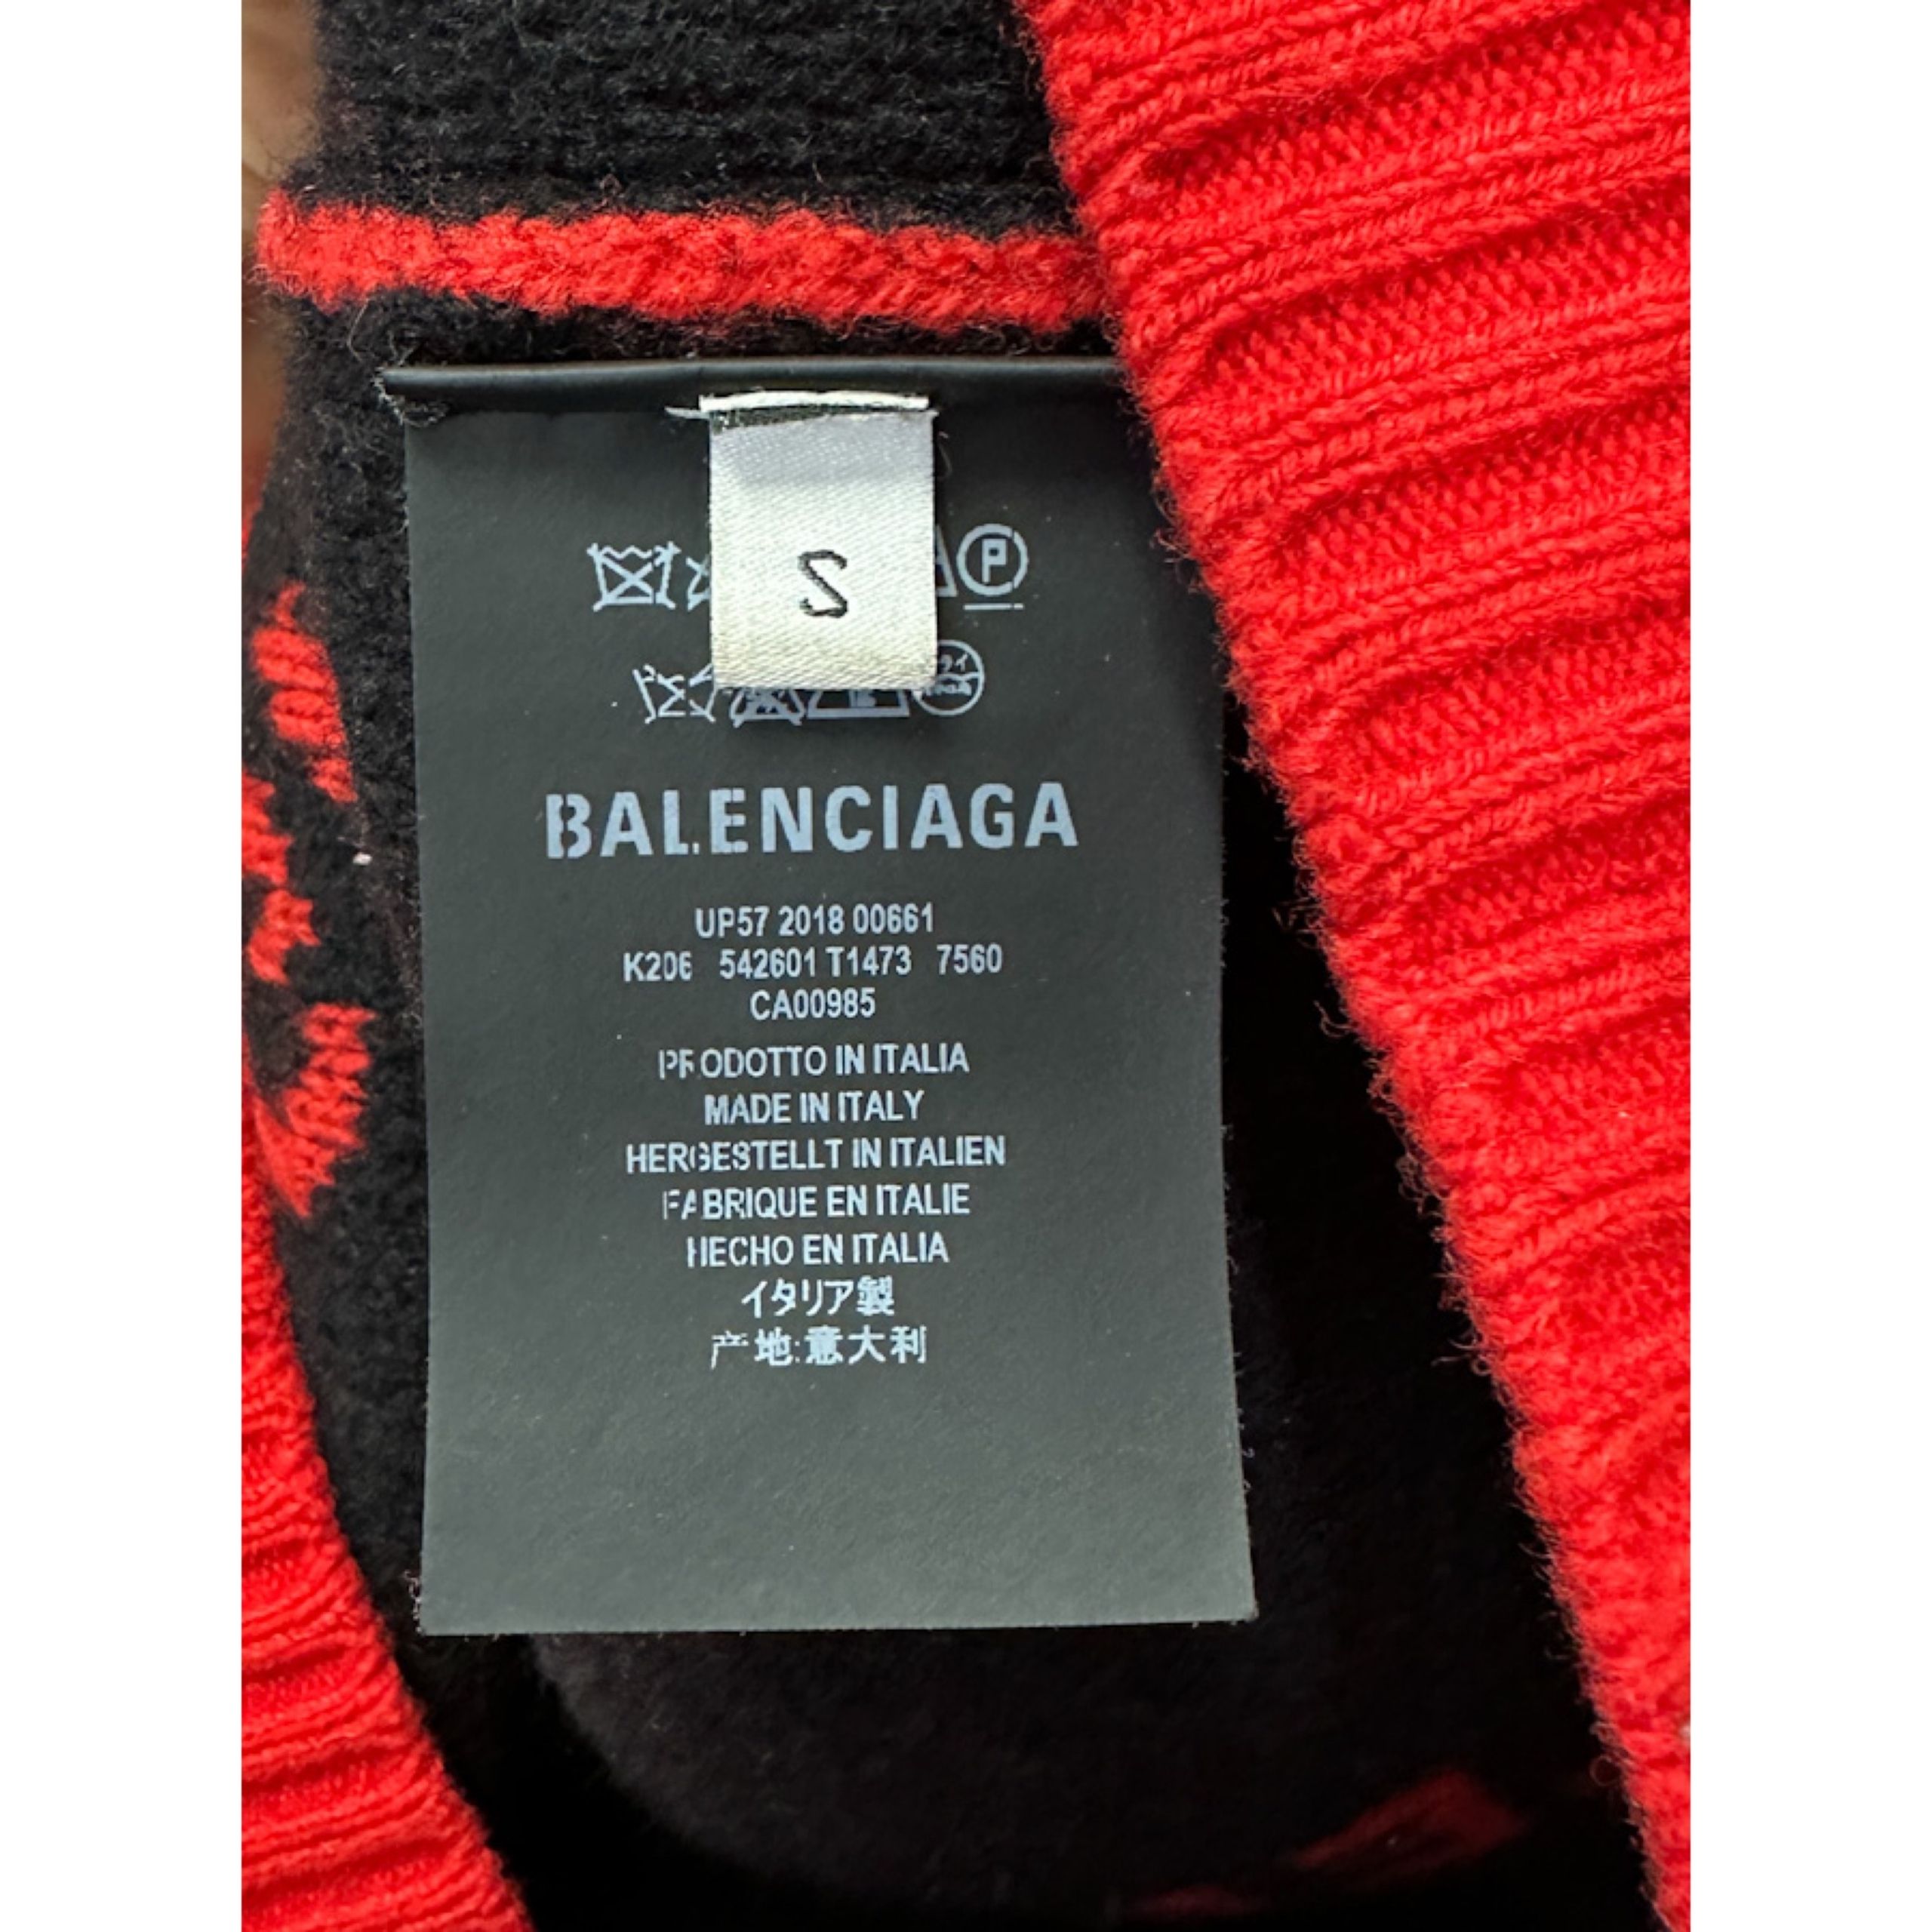 S
P
BALENCIAGA
UP57 2018 00661
K206 542601 T1473 7560
CA00985
PRODOTTO IN ITALIA
MADE IN ITALY
HERGESTELLT IN ITALIEN
FABRIQUE EN ITALIE
HECHO EN ITALIA
イタリア製
产地:意大利